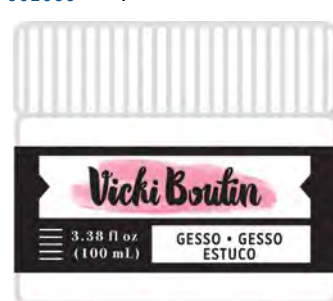 Vicki Boutin
3.38 fl oz
(100 mL)
GESSO • GESSO
ESTUCO